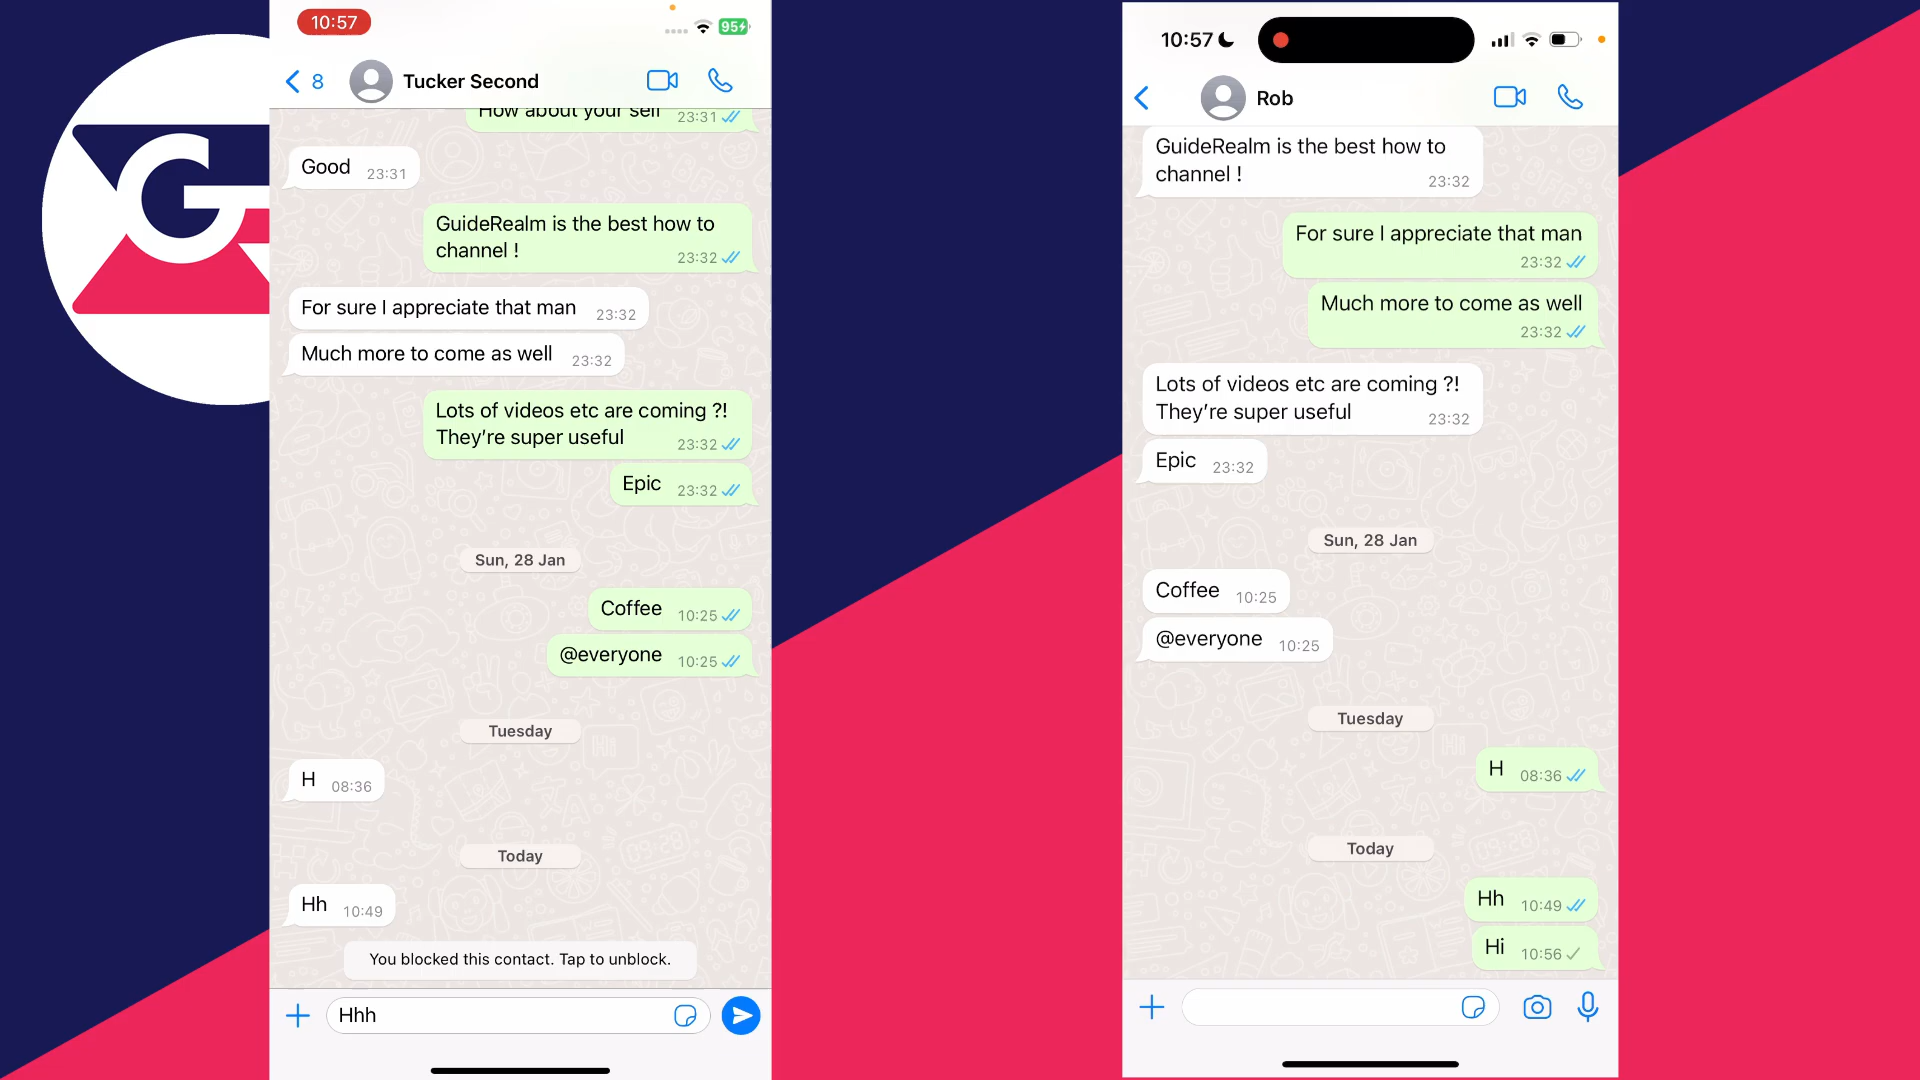 10:57
95
8
Tucker Second
How about your self 23:31
Good 23:31
GuideRealm is the best how to
channel ! 23:32
For sure I appreciate that man 23:32
Much more to come as well 23:32
Lots of videos etc are coming ?!
They're super useful 23:32
Epic 23:32
Sun, 28 Jan
Coffee 10:25
@everyone 10:25
Tuesday
H 08:36
Today
Hh 10:49
You blocked this contact. Tap to unblock.
Hhh
10:57
Rob
GuideRealm is the best how to
channel !
23:32
For sure I appreciate that man
23:32
Much more to come as well
23:32
Lots of videos etc are coming ?!
They're super useful 23:32
Epic 23:32
Sun, 28 Jan
Coffee 10:25
@everyone 10:25
Tuesday
H 08:36
Today
Hh 10:49
Hi 10:56
G